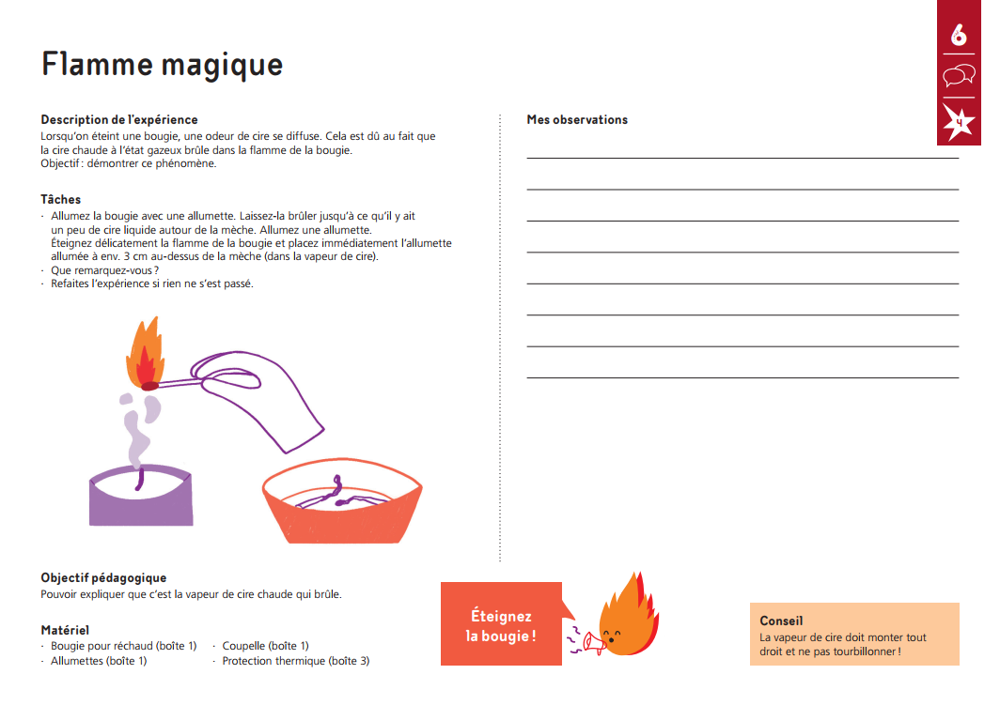 Flamme magique
6
4
Description de l'expérience
Lorsqu'on éteint une bougie, une odeur de cire se diffuse. Cela est dû au fait que
la cire chaude à l'état gazeux brûle dans la flamme de la bougie.
Objectif : démontrer ce phénomène.
Tâches
· Allumez la bougie avec une allumette. Laissez-la brûler jusqu'à ce qu'il y ait
un peu de cire liquide autour de la mèche. Allumez une allumette.
Éteignez délicatement la flamme de la bougie et placez immédiatement l'allumette
allumée à env. 3 cm au-dessus de la mèche (dans la vapeur de cire).
· Que remarquez-vous ?
· Refaites l'expérience si rien ne s'est passé.
Mes observations
Objectif pédagogique
Pouvoir expliquer que c'est la vapeur de cire chaude qui brûle.
Matériel
· Bougie pour réchaud (boîte 1)
· Allumettes (boîte 1)
· Coupelle (boîte 1)
· Protection thermique (boîte 3)
Éteignez
la bougie !
Conseil
La vapeur de cire doit monter tout
droit et ne pas tourbillonner !